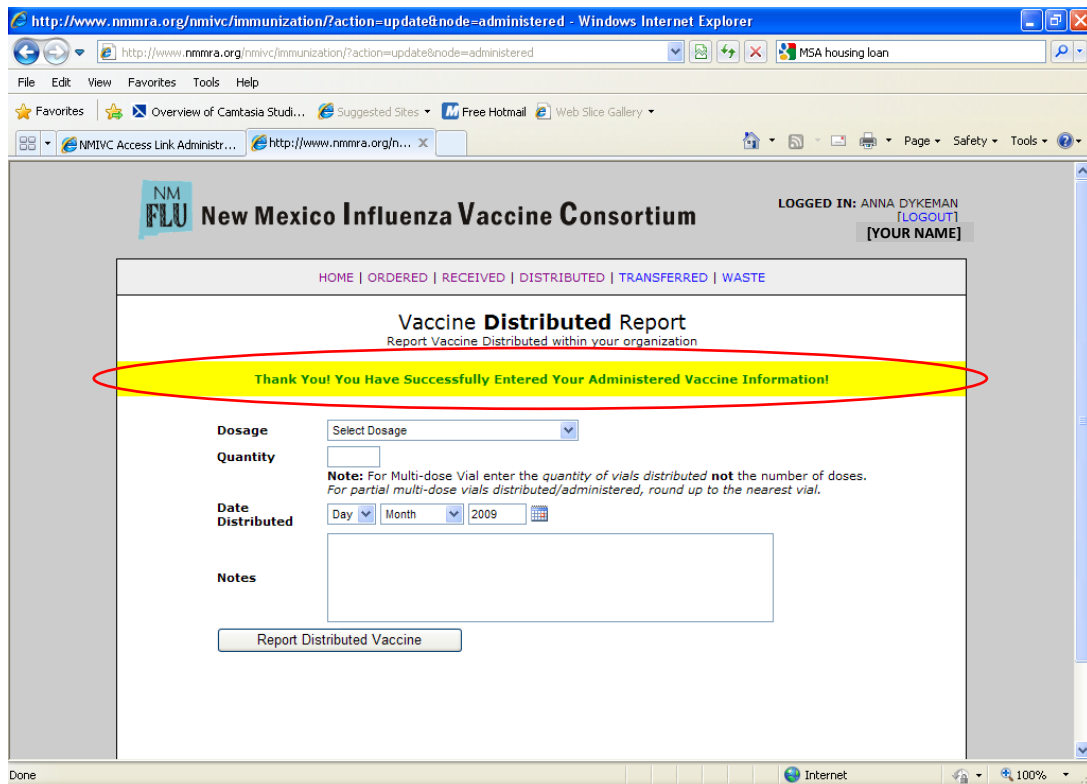 http://www.nmmra.org/nmivc/immunization/?action=update&node=administered - Windows Internet Explorer
http://www.nmmra.org/nmivc/immunization/?action=update&node=administered
MSA housing loan
File Edit View Favorites Tools Help
Favorites Overview of Camtasia Studi... Suggested Sites Free Hotmail Web Slice Gallery
NMIVC Access Link Administr... http://www.nmmra.org/n... X Page Safety Tools
NM
FLU New Mexico Influenza Vaccine Consortium
LOGGED IN: ANNA DYKEMAN
[LOGOUT]
[YOUR NAME]
HOME | ORDERED | RECEIVED | DISTRIBUTED | TRANSFERRED | WASTE
Vaccine Distributed Report
Report Vaccine Distributed within your organization
Thank You! You Have Successfully Entered Your Administered Vaccine Information!
Dosage Select Dosage
Quantity
Note: For Multi-dose Vial enter the quantity of vials distributed not the number of doses.
For partial multi-dose vials distributed/administered, round up to the nearest vial.
Date
Distributed Day Month 2009
Notes
Report Distributed Vaccine
Done Internet 100%